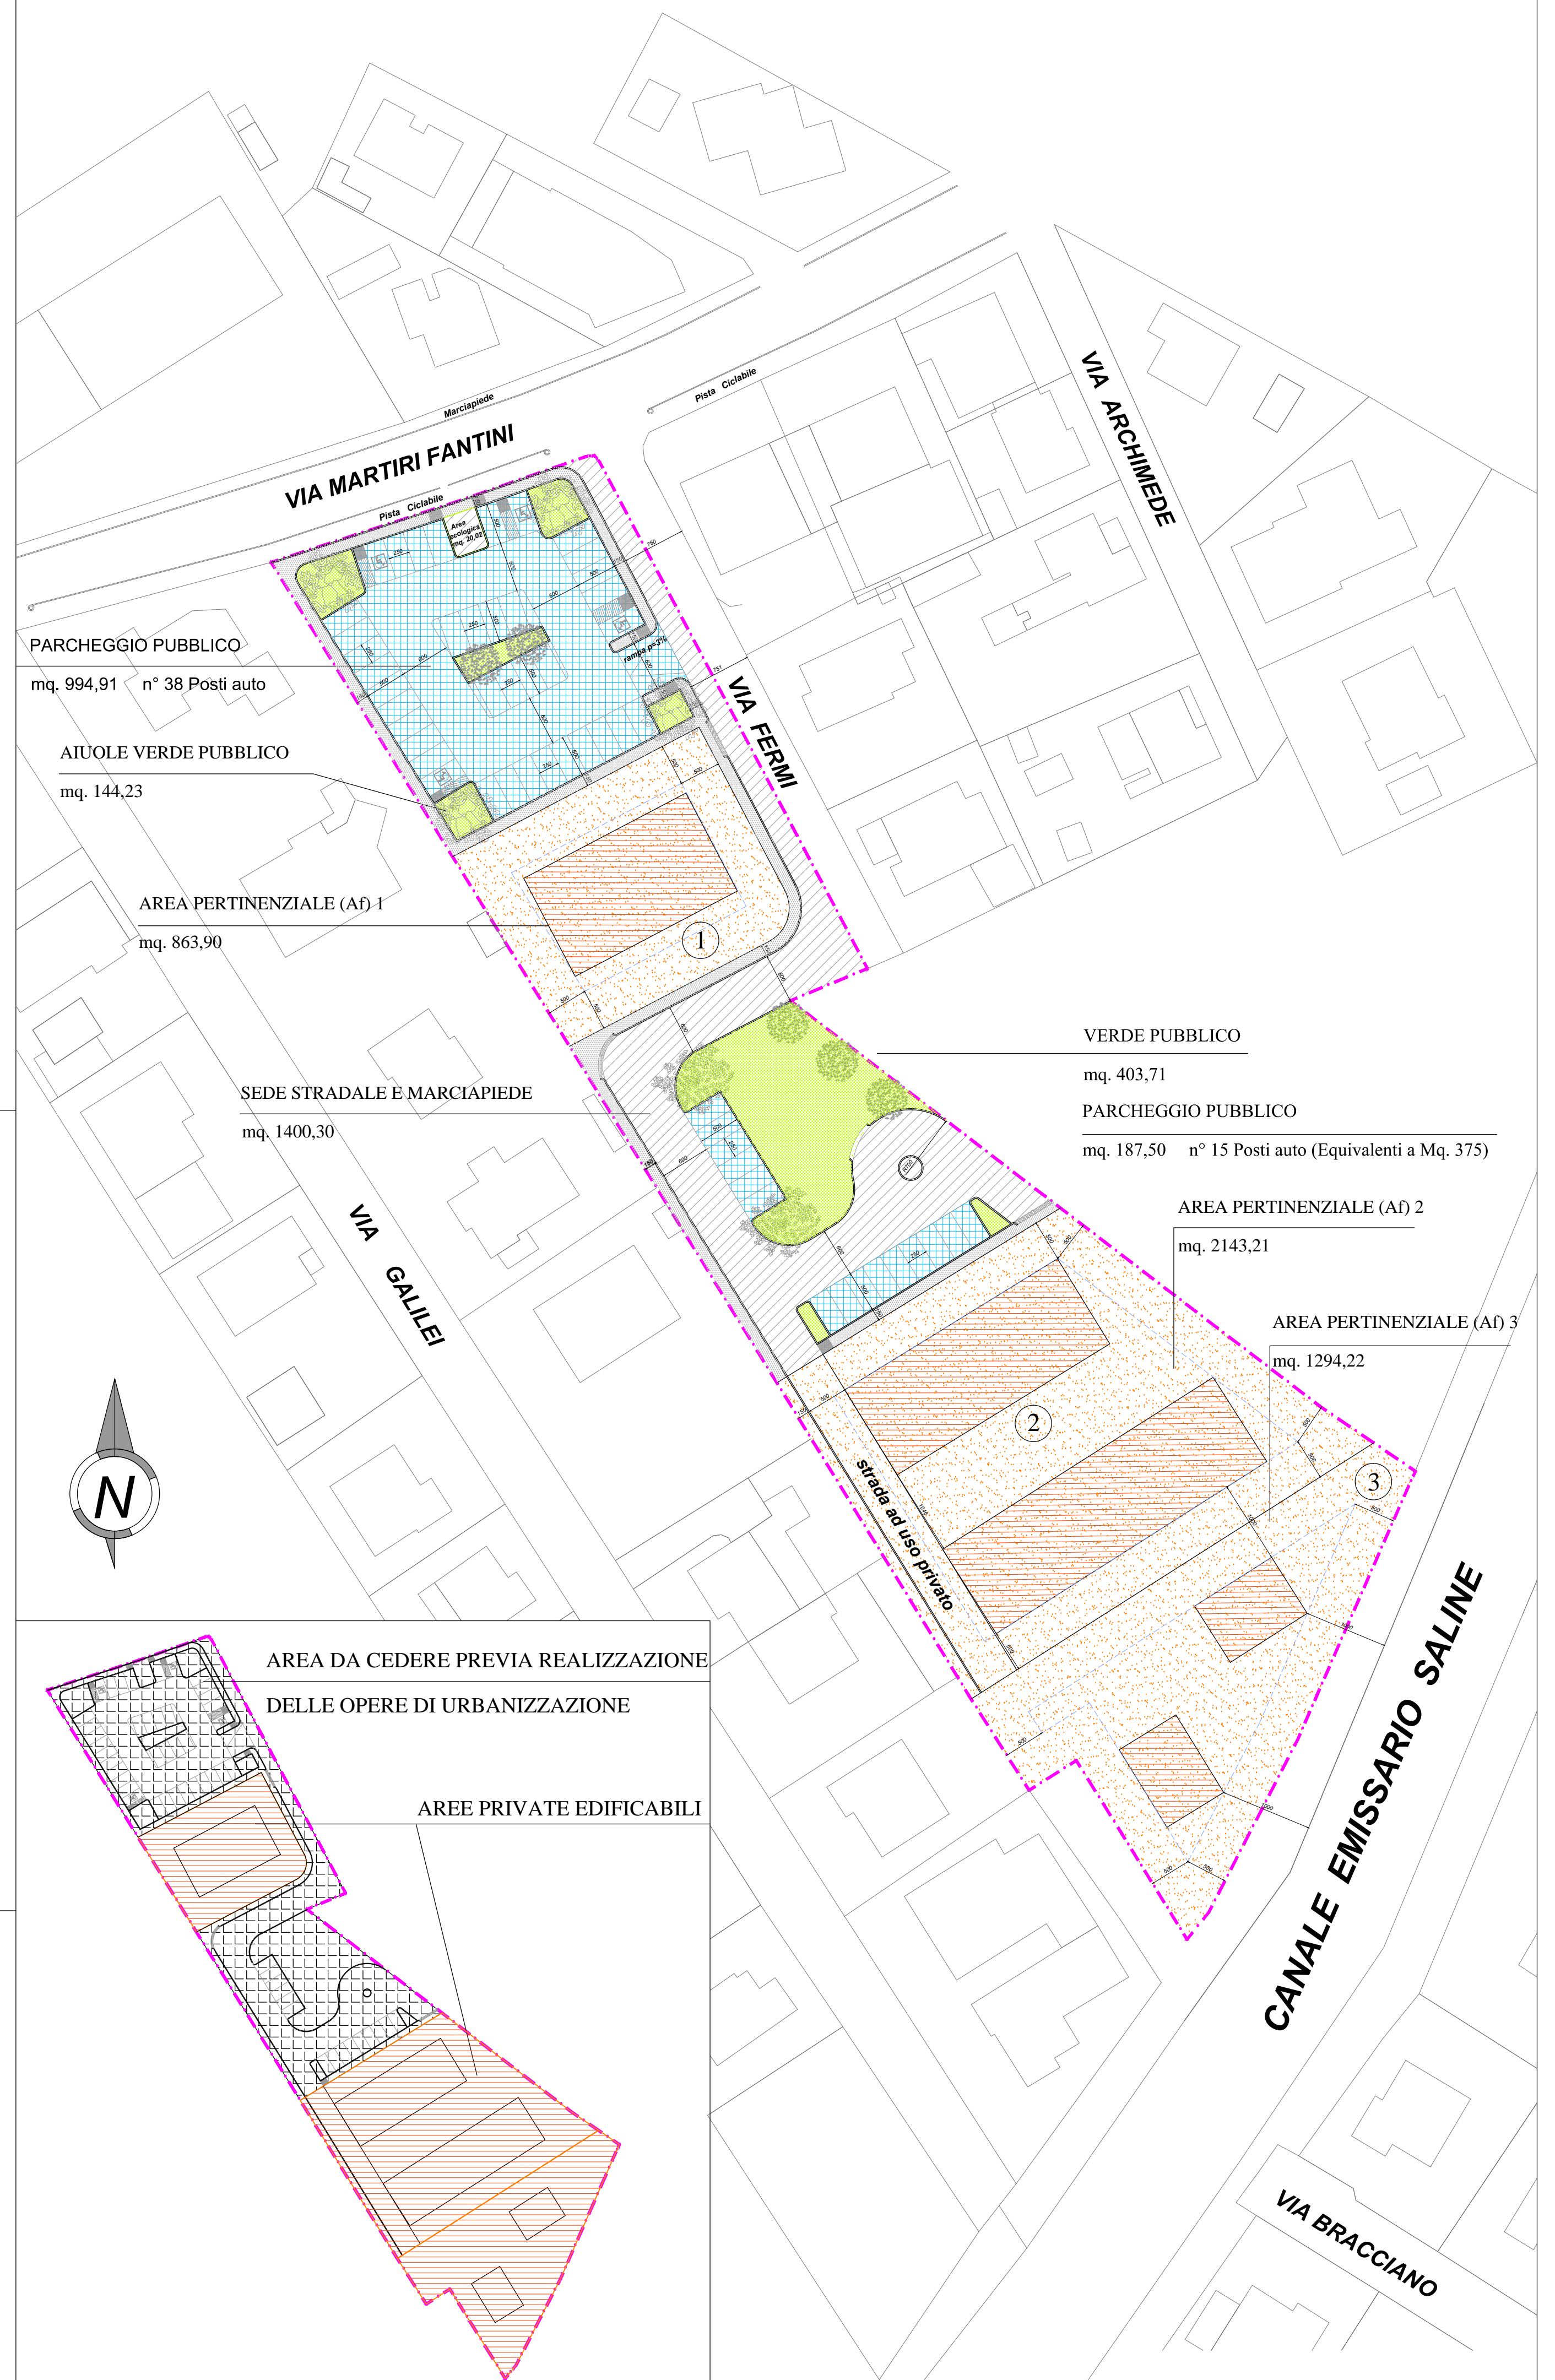 Marciapiede
VIA MARTIRI FANTINI
Pista Ciclabile
Pista Ciclabile
VIA ARCHIMEDE
Area
ecologica
mq. 20,02
rampa p=3%
VIA FERMI
PARCHEGGIO PUBBLICO
mq. 994,91 n° 38 Posti auto
AIUOLE VERDE PUBBLICO
mq. 144,23
AREA PERTINENZIALE (Af) 1
mq. 863,90
1
SEDE STRADALE E MARCIAPIEDE
mq. 1400,30
VERDE PUBBLICO
mq. 403,71
PARCHEGGIO PUBBLICO
mq. 187,50 n° 15 Posti auto (Equivalenti a Mq. 375)
AREA PERTINENZIALE (Af) 2
mq. 2143,21
AREA PERTINENZIALE (Af) 3
mq. 1294,22
VIA GALILEI
2
3
strada ad uso privato
N
CANALE EMISSARIO SALINE
VIA BRACCIANO
AREA DA CEDERE PREVIA REALIZZAZIONE
DELLE OPERE DI URBANIZZAZIONE
AREE PRIVATE EDIFICABILI